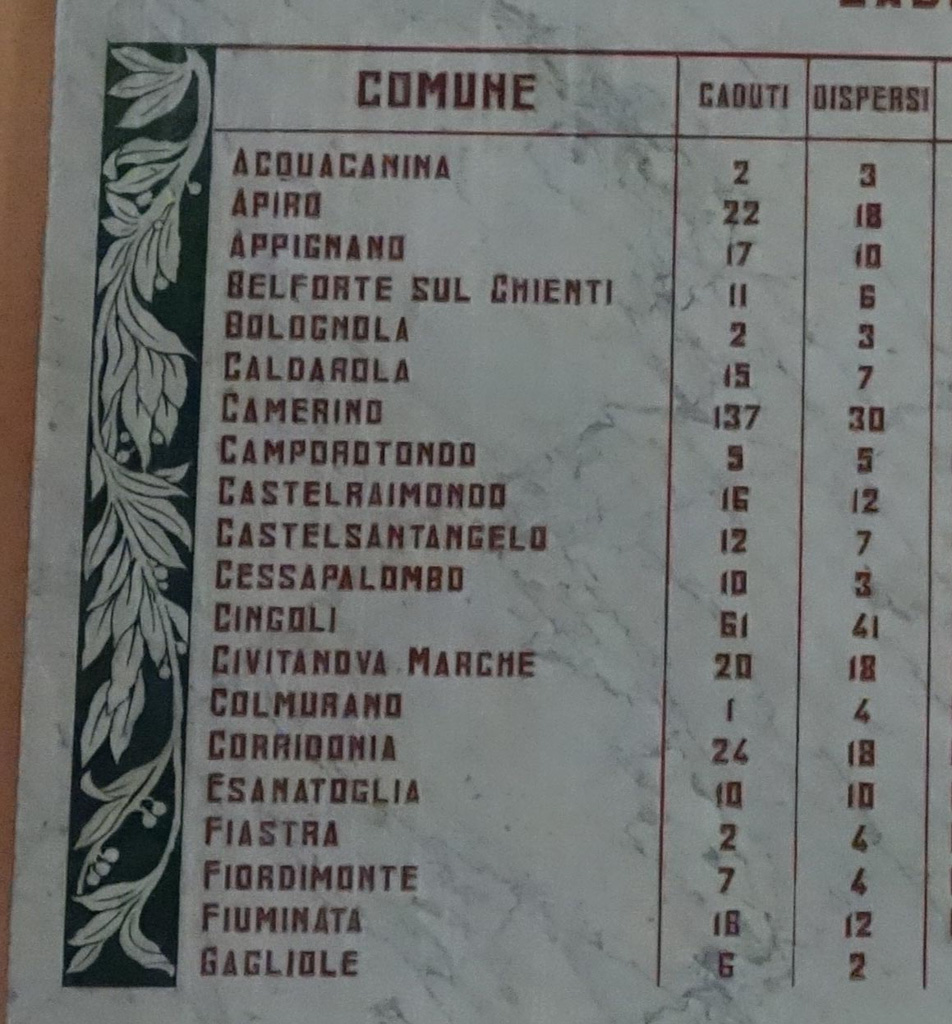 COMUNE CADUTI DISPERSI
ACQUACANINA 2 3
APIRO 22 18
APPIGNANO 17 10
BELFORTE SUL CHIENTI 11 6
BOLOGNOLA 2 3
CALDAROLA 15 7
CAMERINO 137 30
CAMPOROTONDO 5 5
CASTELRAIMONDO 16 12
CASTELSANTANGELO 12 7
CESSAPALOMBO 10 3
CINGOLI 61 41
CIVITANOVA MARCHE 20 18
COLMURANO 1 4
CORRIDONIA 24 18
ESANATOGLIA 10 10
FIASTRA 2 4
FIORDIMONTE 7 4
FIUMINATA 12
GAGLIOLE 6 2